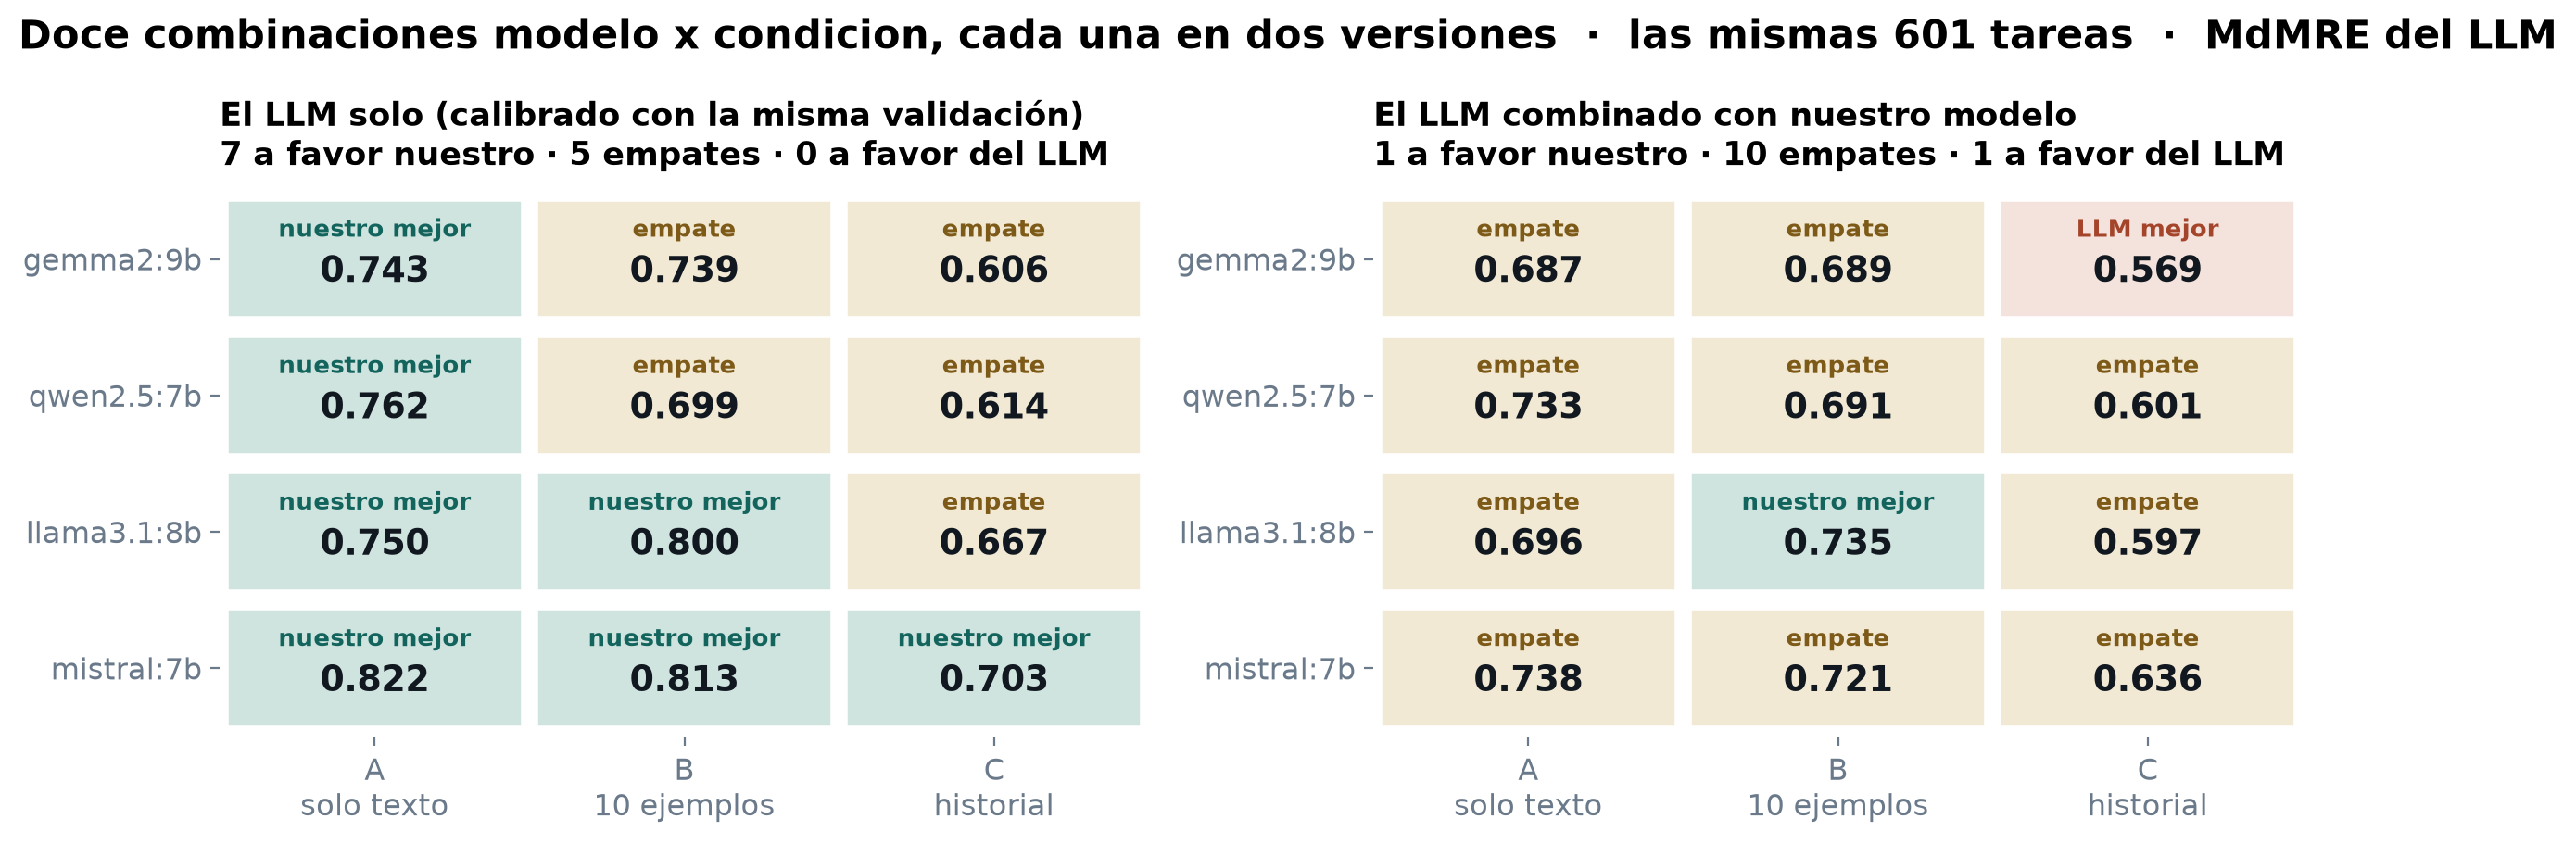 Doce combinaciones modelo x condicion, cada una en dos versiones · las mismas 601 tareas · MdMRE del LLM
El LLM solo (calibrado con la misma validación)
7 a favor nuestro · 5 empates · 0 a favor del LLM
gemma2:9b
nuestro mejor
0.743
empate
0.739
empate
0.606
qwen2.5:7b
nuestro mejor
0.762
empate
0.699
empate
0.614
llama3.1:8b
nuestro mejor
0.750
nuestro mejor
0.800
empate
0.667
mistral:7b
nuestro mejor
0.822
nuestro mejor
0.813
nuestro mejor
0.703
A
solo texto
B
10 ejemplos
C
historial
El LLM combinado con nuestro modelo
1 a favor nuestro · 10 empates · 1 a favor del LLM
gemma2:9b
empate
0.687
empate
0.689
LLM mejor
0.569
qwen2.5:7b
empate
0.733
empate
0.691
empate
0.601
llama3.1:8b
empate
0.696
nuestro mejor
0.735
empate
0.597
mistral:7b
empate
0.738
empate
0.721
empate
0.636
A
solo texto
B
10 ejemplos
C
historial